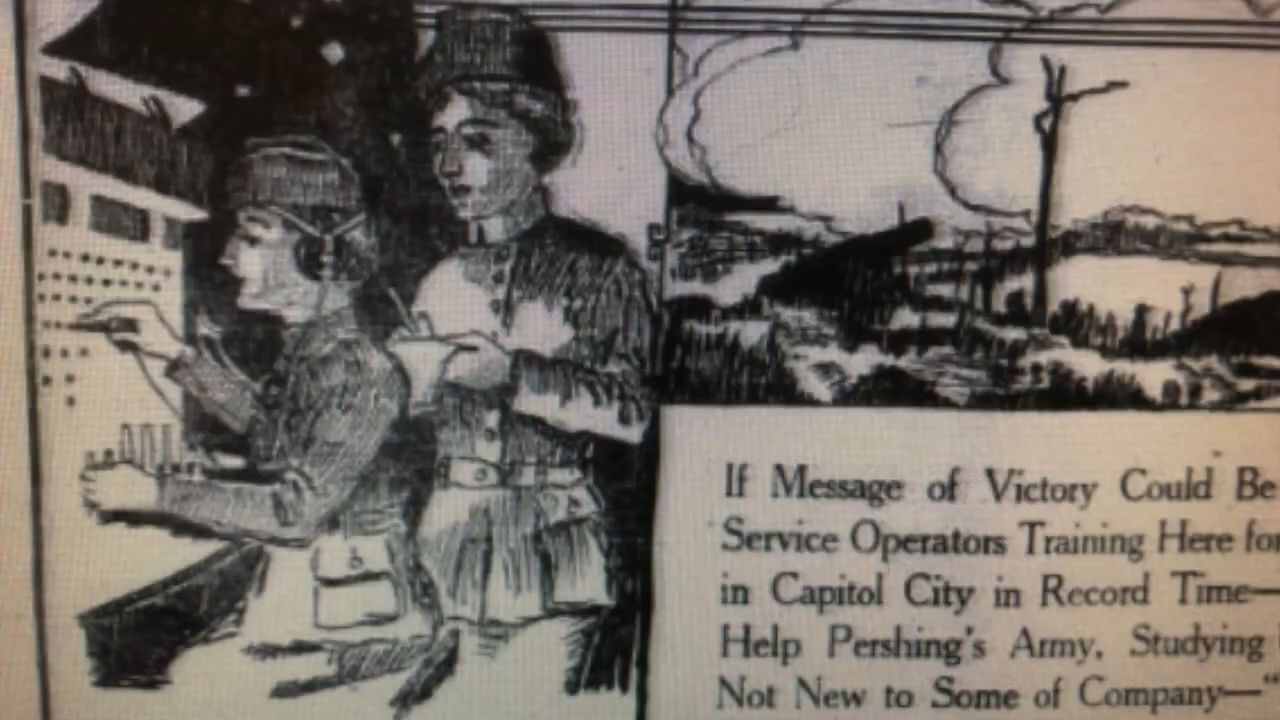 If Message of Victory Could Be
Service Operators Training Here for
in Capitol City in Record Time—
Help Pershing's Army, Studying
Not New to Some of Company—"